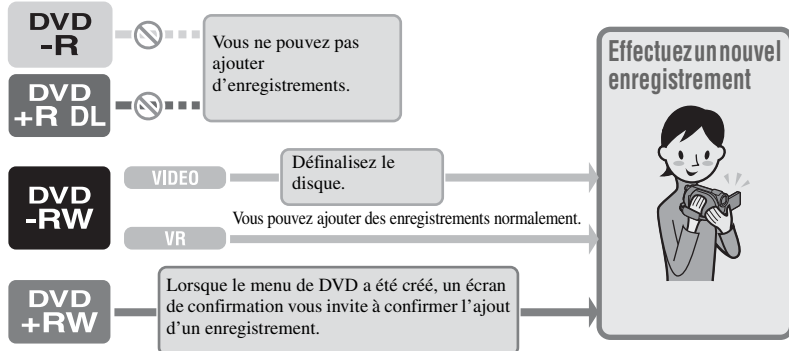 DVD
-R
Vous ne pouvez pas
ajouter
d'enregistrements.
DVD
+R DL
Effectuez un nouvel
enregistrement
DVD
-RW
VIDEO
Définalisez le
disque.
Vous pouvez ajouter des enregistrements normalement.
VR
DVD
+RW
Lorsque le menu de DVD a été créé, un écran
de confirmation vous invite à confirmer l'ajout
d'un enregistrement.